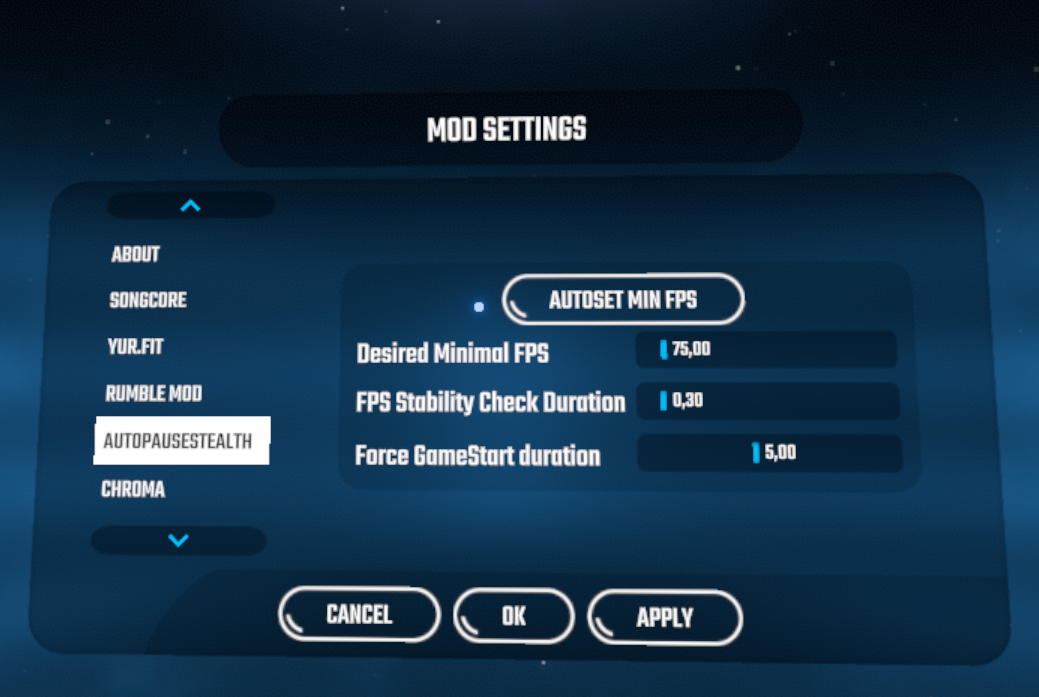 MOD SETTINGS
ABOUT
SONGCORE
YUR.FIT
RUMBLE MOD
AUTOPAUSESTEALTH
CHROMA
AUTOSET MIN FPS
Desired Minimal FPS 75,00
FPS Stability Check Duration 0,30
Force GameStart duration 5,00
CANCEL OK APPLY